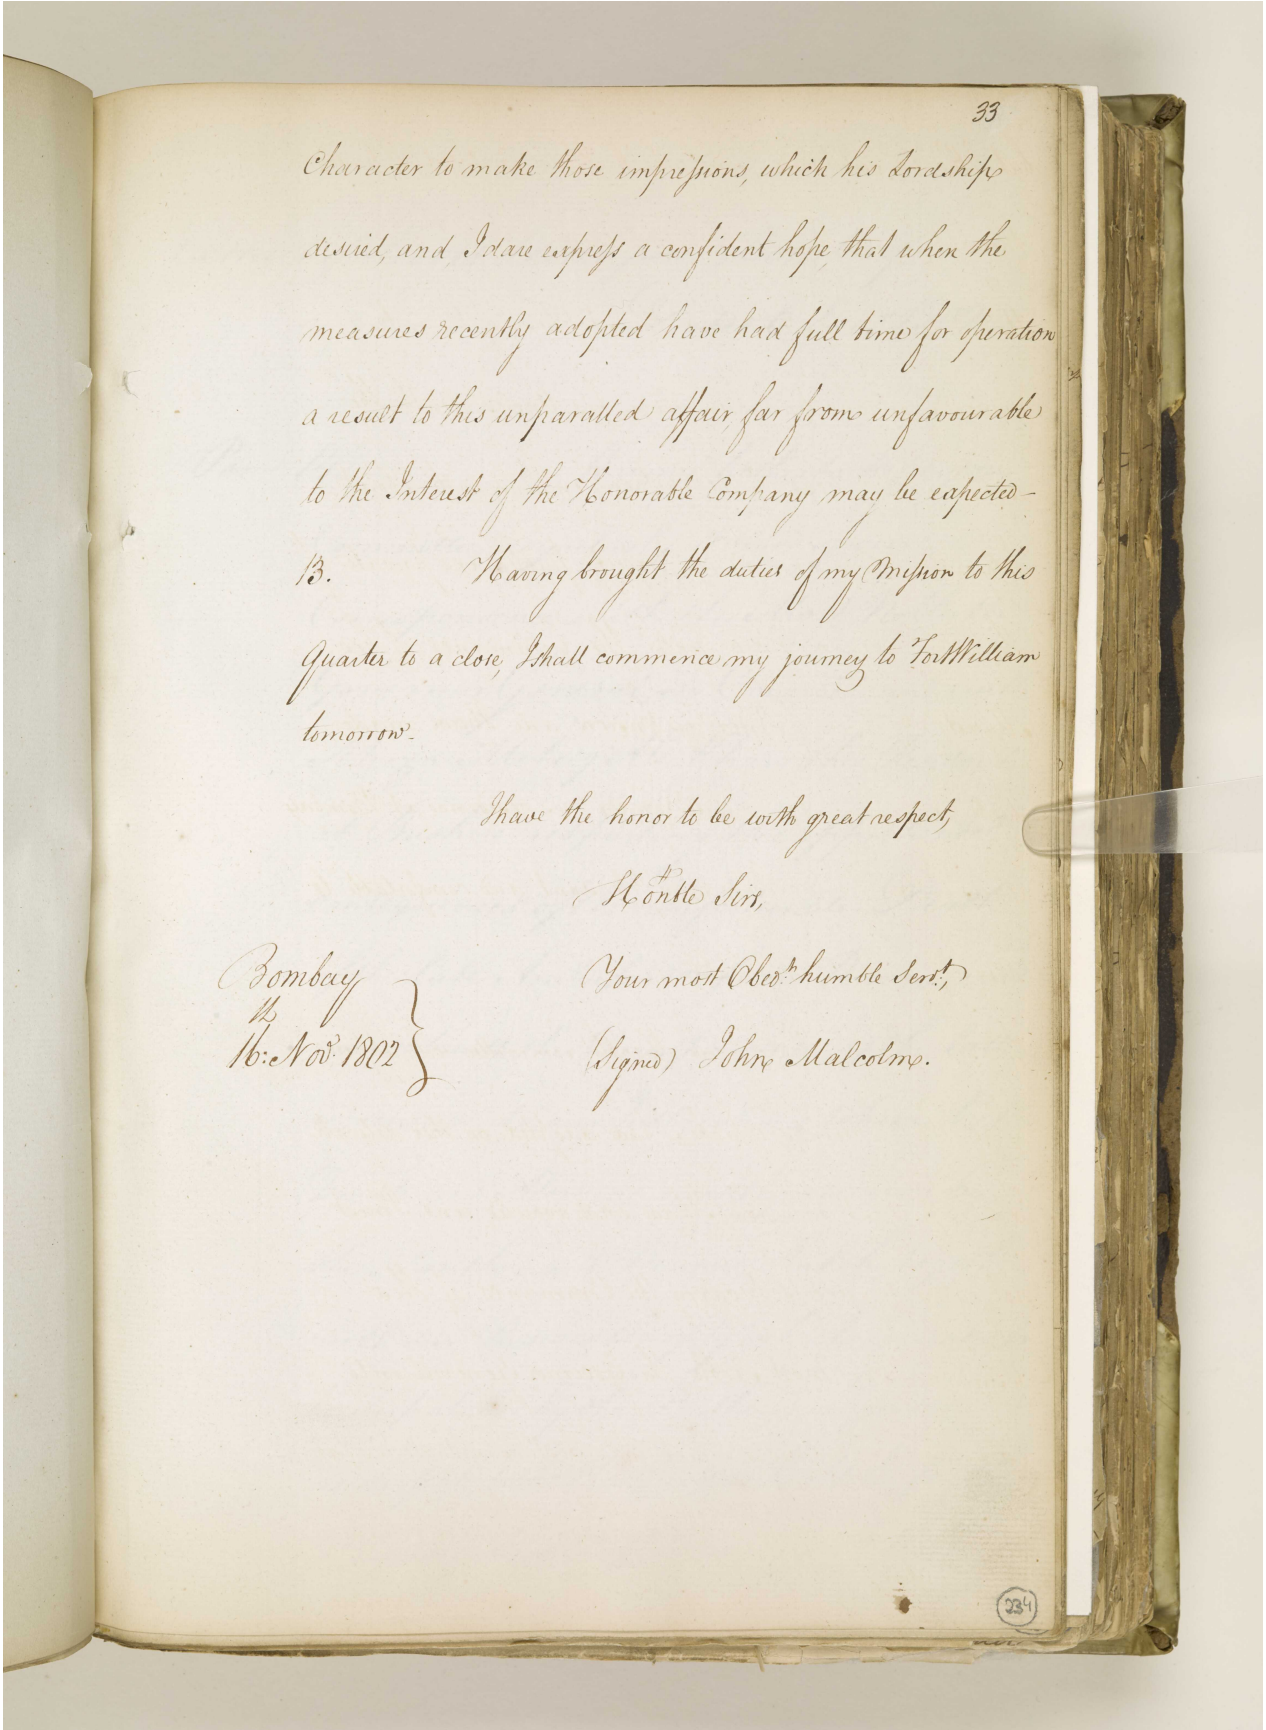 33
Character to make those impressions, which his Lordship
desired, and, I dare express a confident hope, that when the
measures recently adopted have had full time for operation
a result to this unparalled affair, far from unfavourable
to the Interest of the Honorable Company may be expected -
13. Having brought the duties of my Mission to this
Quarter to a close, I shall commence my journey to Fort William
tomorrow -
I have the honor to be with great respect,
Honble Sirs,
Bombay Your most Obedt. humble Servt.,
16th: Novr. 1802 (Signed) John Malcolm.
234